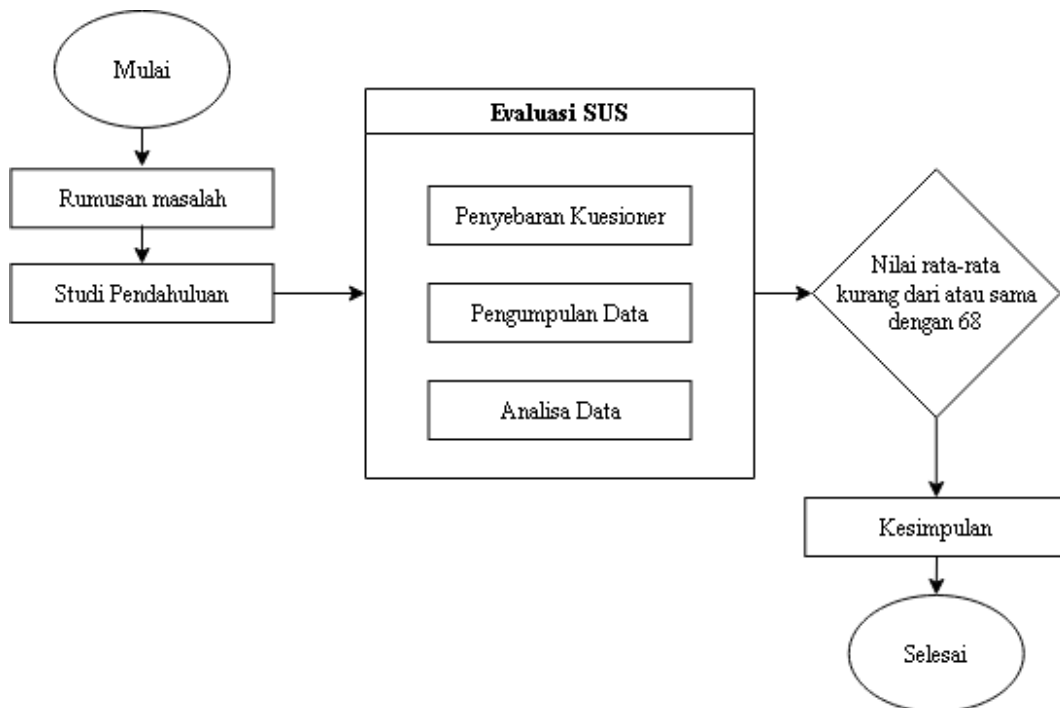 Mulai
Rumusan masalah
Studi Pendahuluan
Evaluasi SUS
Penyebaran Kuesioner
Pengumpulan Data
Analisa Data
Nilai rata-rata
kurang dari atau sama
dengan 68
Kesimpulan
Selesai